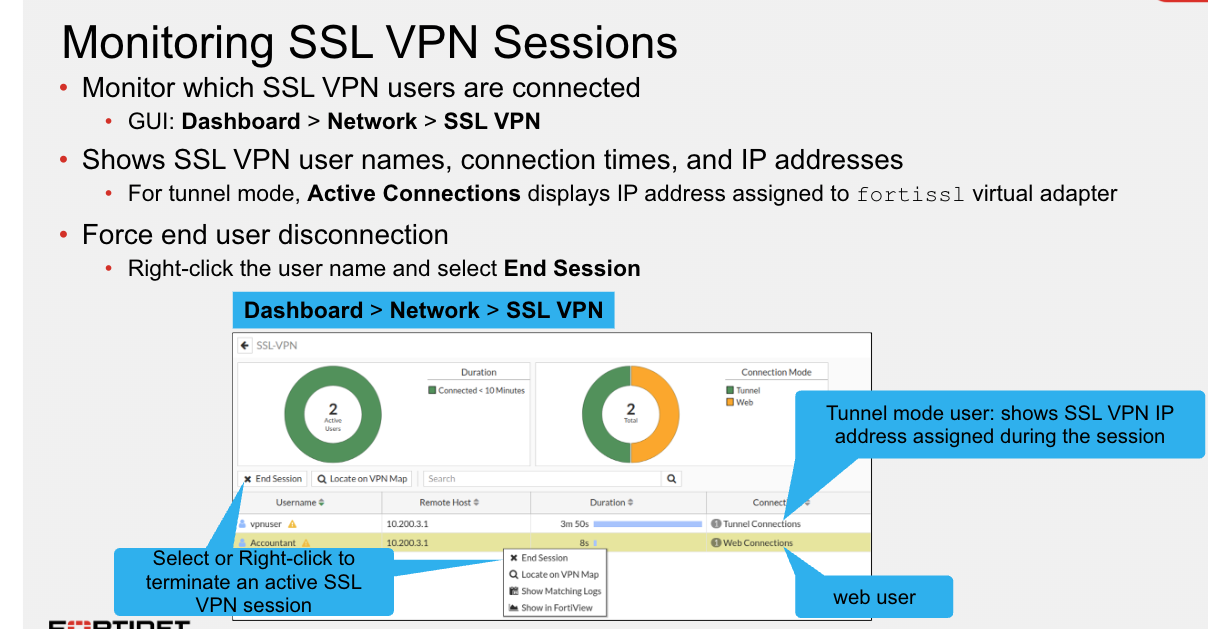 Monitoring SSL VPN Sessions
• Monitor which SSL VPN users are connected
• GUI: Dashboard > Network > SSL VPN
• Shows SSL VPN user names, connection times, and IP addresses
• For tunnel mode, Active Connections displays IP address assigned to fortissl virtual adapter
• Force end user disconnection
• Right-click the user name and select End Session
Dashboard > Network > SSL VPN
SSL-VPN
Duration
Connected < 10 Minutes
2
Active
Users
Connection Mode
Tunnel
Web
2
Total
Tunnel mode user: shows SSL VPN IP
address assigned during the session
End Session
Locate on VPN Map
Search
Username Remote Host Duration Connect
vpnuser 10.200.3.1 3m 50s 1 Tunnel Connections
Accountant 10.200.3.1 8s 1 Web Connections
End Session
Locate on VPN Map
Show Matching Logs
Show in FortiView
Select or Right-click to
terminate an active SSL
VPN session
web user
FORTINET